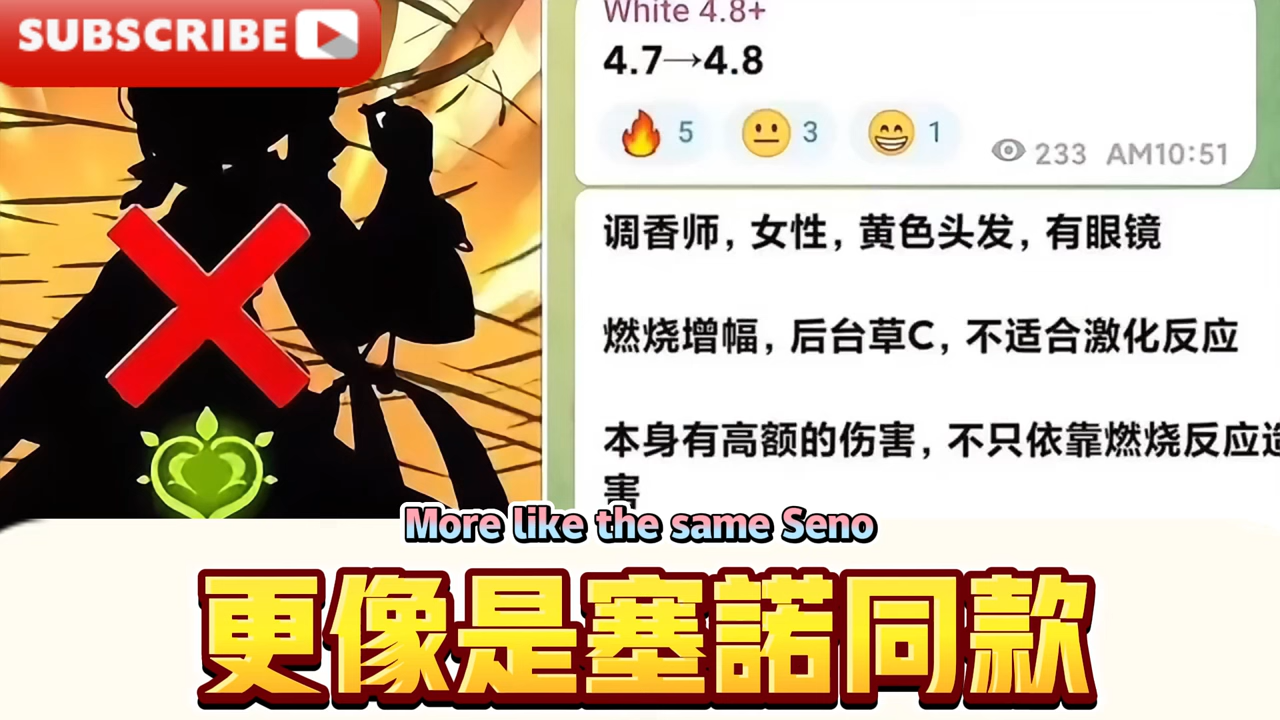 SUBSCRIBE
White 4.8+
4.7→4.8
🔥 5 😐 3 😁 1
233 AM10:51
调香师，女性，黄色头发，有眼镜
燃烧增幅，后台草C，不适合激化反应
本身有高额的伤害，不只依靠燃烧反应造
害
More like the same Seno
更像是塞諾同款